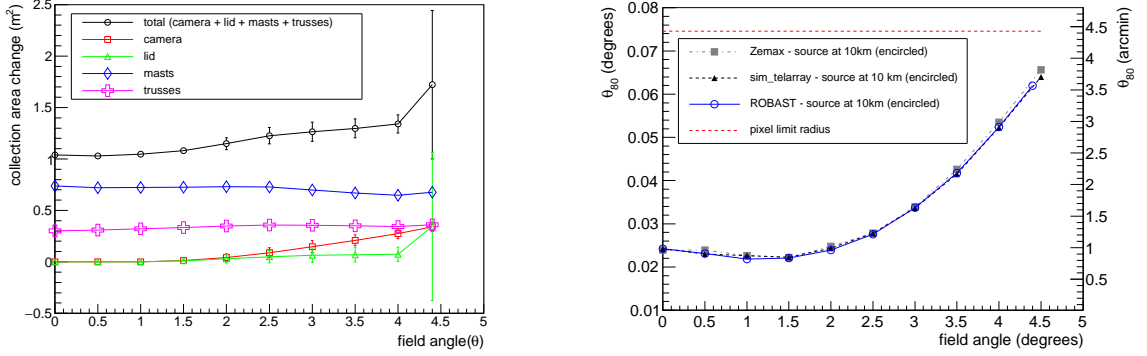 collection area change (m²)
2.5
2
1.5
1
0.5
0
−0.5
total (camera + lid + masts + trusses)
camera
lid
masts
trusses
0 0.5 1 1.5 2 2.5 3 3.5 4 4.5 5
field angle(θ)
θ80 (degrees)
0.08
0.07
0.06
0.05
0.04
0.03
0.02
0.01
Zemax - source at 10km (encircled)
sim_telarray - source at 10 km (encircled)
ROBAST - source at 10km (encircled)
pixel limit radius
θ80 (arcmin)
4.5
4
3.5
3
2.5
2
1.5
1
0.5
0 0.5 1 1.5 2 2.5 3 3.5 4 4.5 5
field angle (degrees)